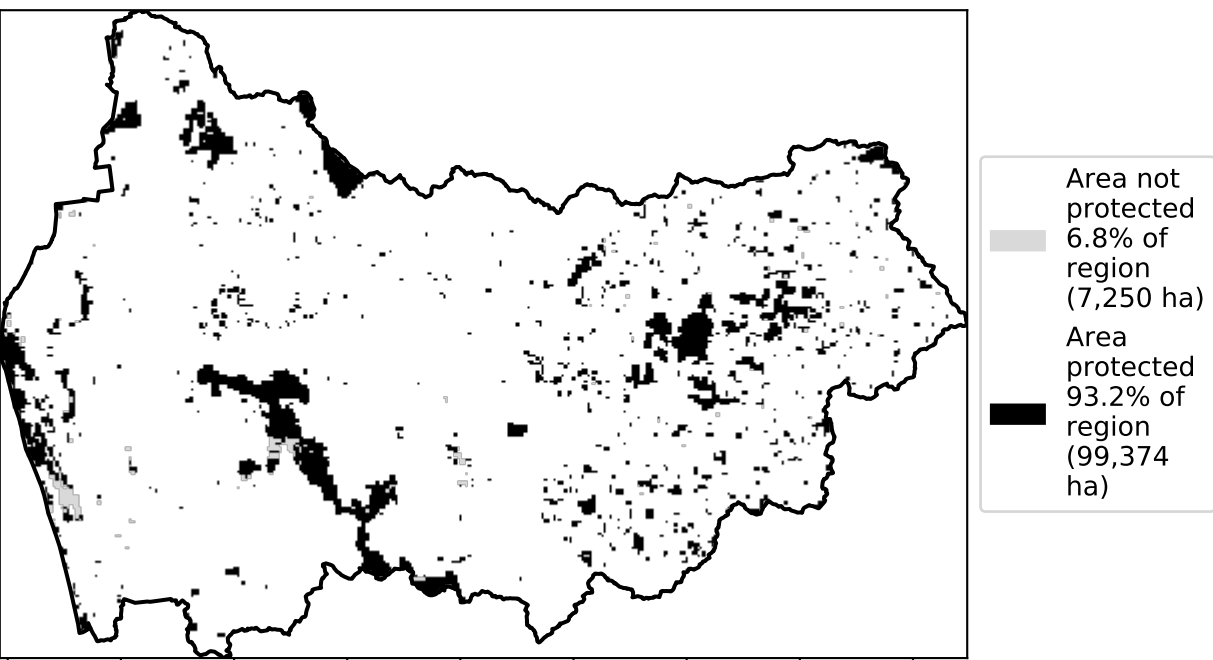 Area not
protected
6.8% of
region
(7,250 ha)
Area
protected
93.2% of
region
(99,374
ha)